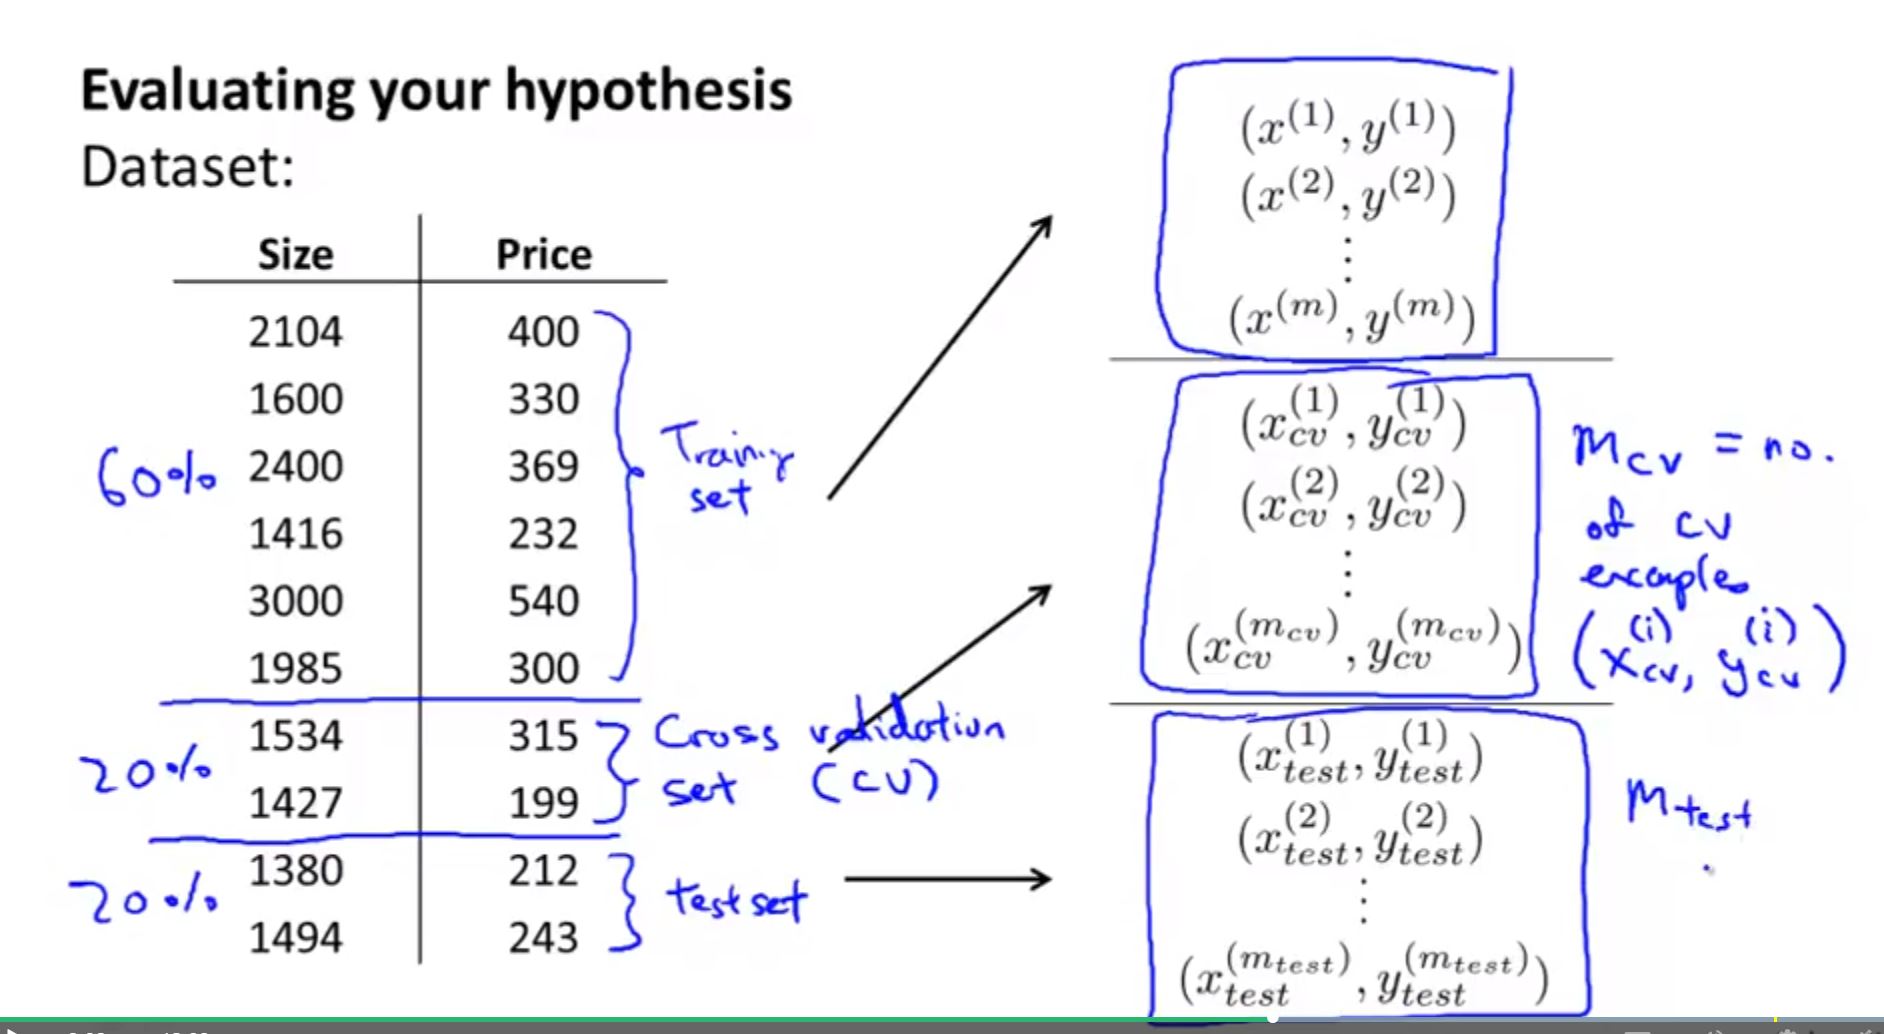 Evaluating your hypothesis
Dataset:
Size Price
2104 400
1600 330
2400 369
1416 232
3000 540
1985 300
1534 315
1427 199
1380 212
1494 243
60%
20%
20%
Training
set
Cross validation
set (CV)
test set
(x^{(1)}, y^{(1)})
(x^{(2)}, y^{(2)})
⋮
(x^{(m)}, y^{(m)})
(x_{cv}^{(1)}, y_{cv}^{(1)})
(x_{cv}^{(2)}, y_{cv}^{(2)})
⋮
(x_{cv}^{(m_{cv})}, y_{cv}^{(m_{cv})})
M_{cv} = no.
of cv
examples
(x_{cv}^{(i)}, y_{cv}^{(i)})
(x_{test}^{(1)}, y_{test}^{(1)})
(x_{test}^{(2)}, y_{test}^{(2)})
⋮
(x_{test}^{(m_{test})}, y_{test}^{(m_{test})})
M_{test}